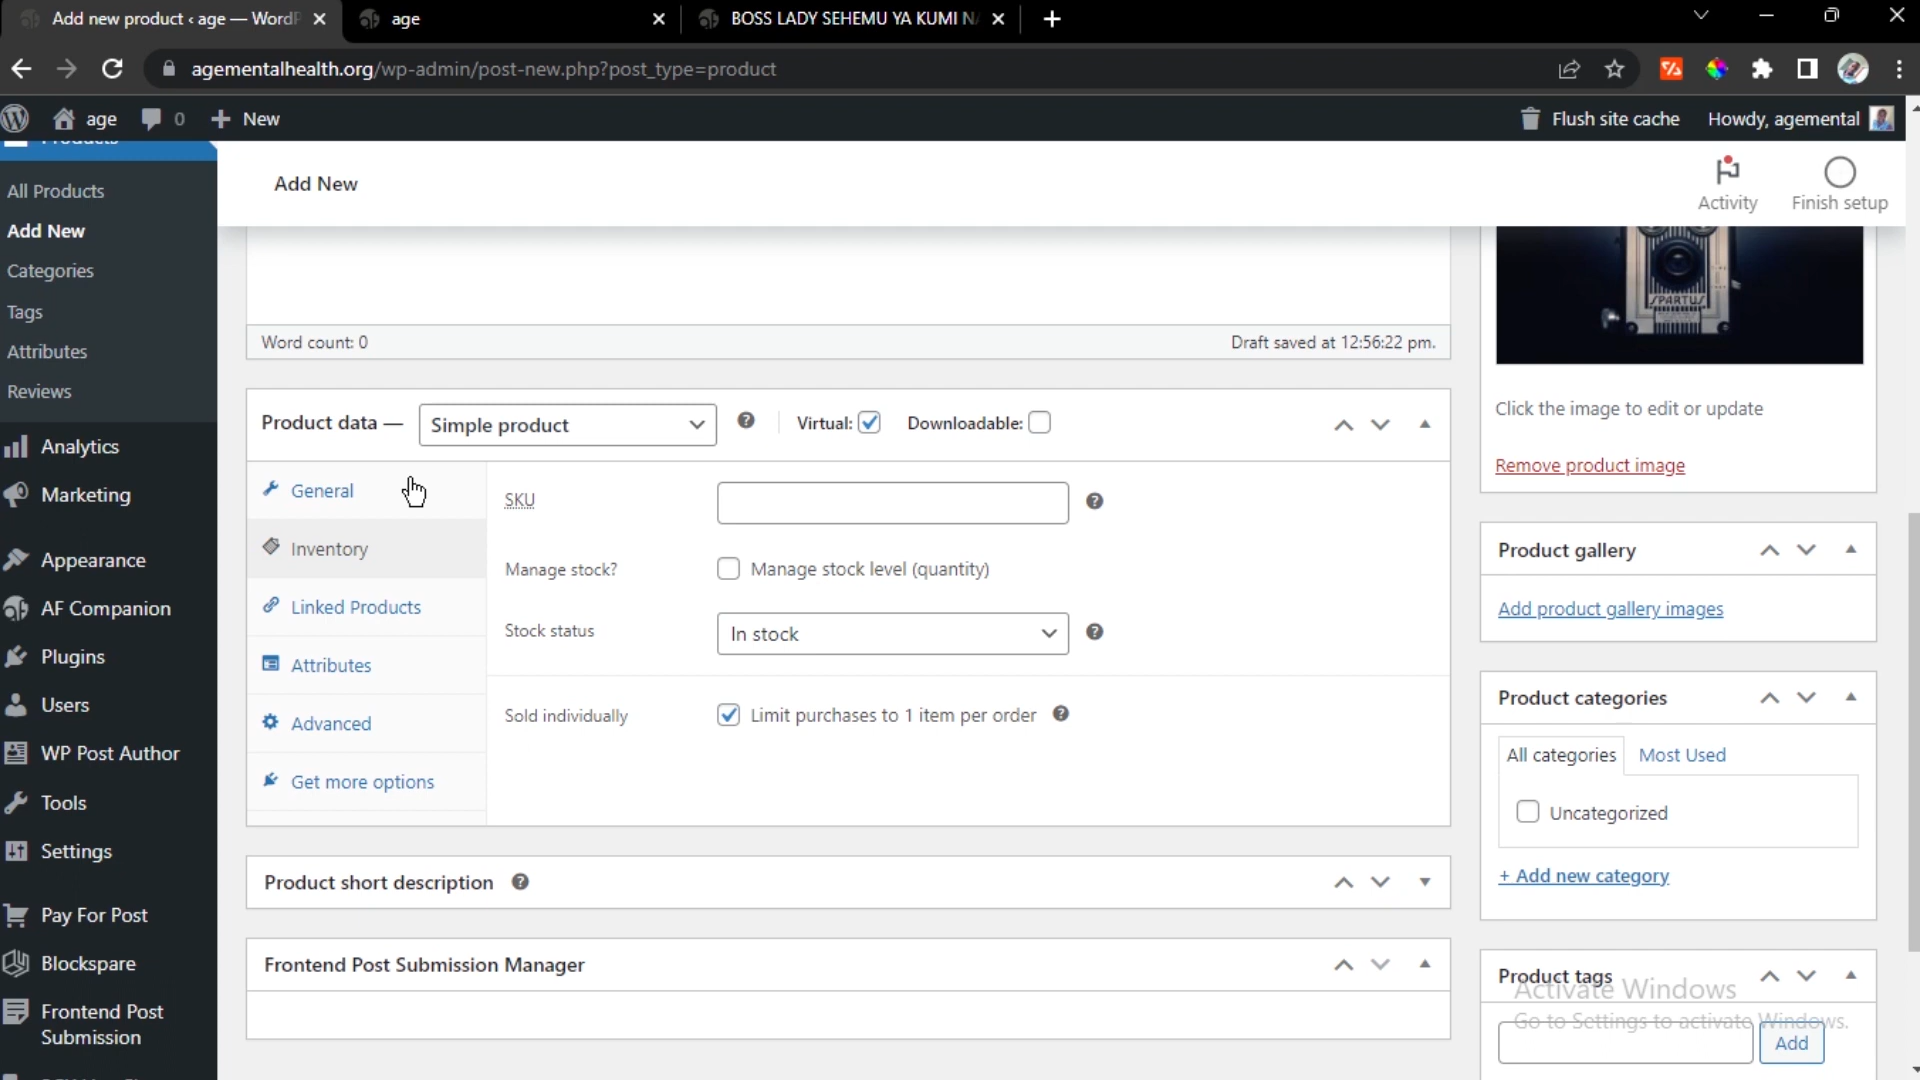 Add new product ‹ age — WordP
age
BOSS LADY SEHEMU YA KUMI N
agementalhealth.org/wp-admin/post-new.php?post_type=product
age
0
New
Flush site cache
Howdy, agemental
Products
All Products
Add New
Categories
Tags
Attributes
Reviews
Analytics
Marketing
Appearance
AF Companion
Plugins
Users
WP Post Author
Tools
Settings
Pay For Post
Blockspare
Frontend Post
Submission
Add New
Activity
Finish setup
Word count: 0
Draft saved at 12:56:22 pm.
Product data —
Simple product
Virtual:
Downloadable:
General
Inventory
Linked Products
Attributes
Advanced
Get more options
SKU
Manage stock?
Manage stock level (quantity)
Stock status
In stock
Sold individually
Limit purchases to 1 item per order
Product short description
Frontend Post Submission Manager
SPARTUS
Click the image to edit or update
Remove product image
Product gallery
Add product gallery images
Product categories
All categories
Most Used
Uncategorized
+ Add new category
Product tags
Add
Activate Windows
Go to Settings to activate Windows.